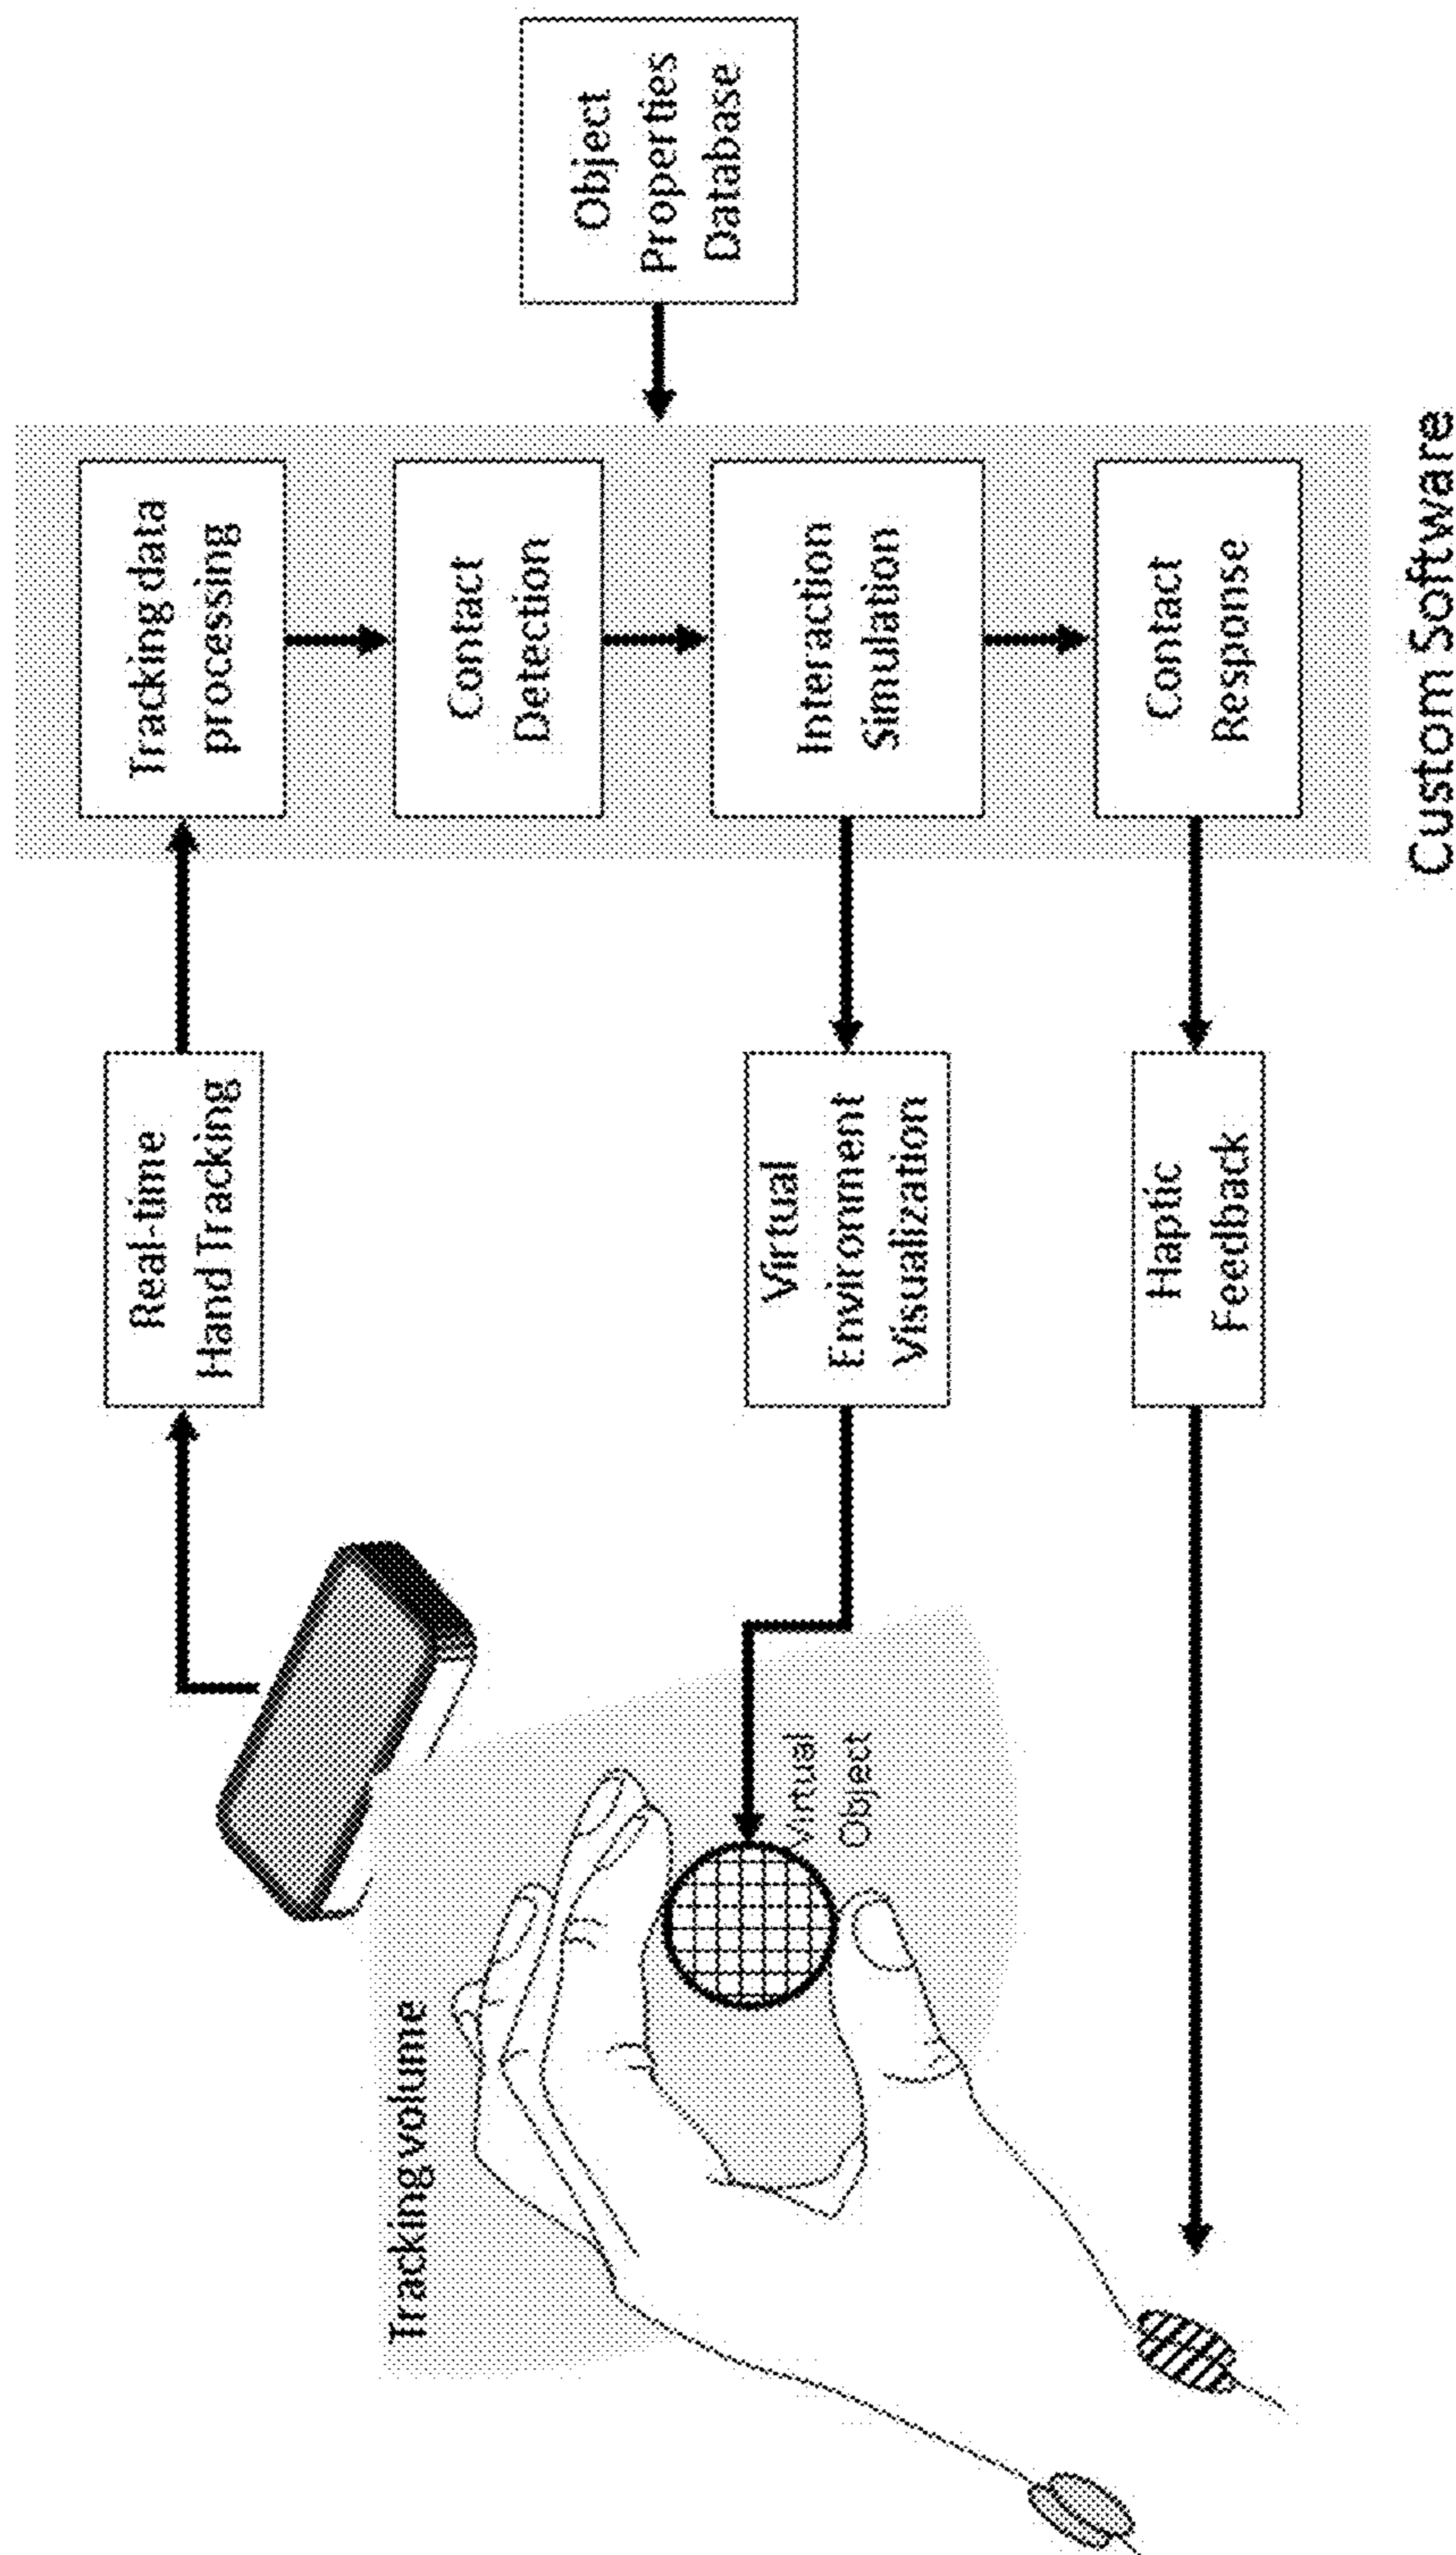 Tracking volume
Real-time
Hand Tracking
Tracking data
processing
Contact
Detection
Object
Properties
Database
Virtual
Object
Virtual
Environment
Visualization
Interaction
Simulation
Haptic
Feedback
Contact
Response
Custom Software